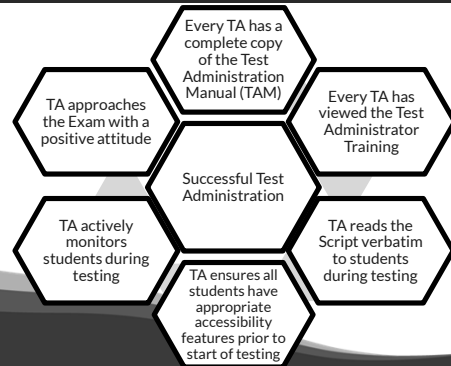 Every TA has a
complete copy
of the Test
Administration
Manual (TAM)
TA approaches
the Exam with a
positive attitude
Every TA has
viewed the Test
Administrator
Training
Successful Test
Administration
TA actively
monitors
students during
testing
TA reads the
Script verbatim
to students
during testing
TA ensures all
students have
appropriate
accessibility
features prior to
start of testing